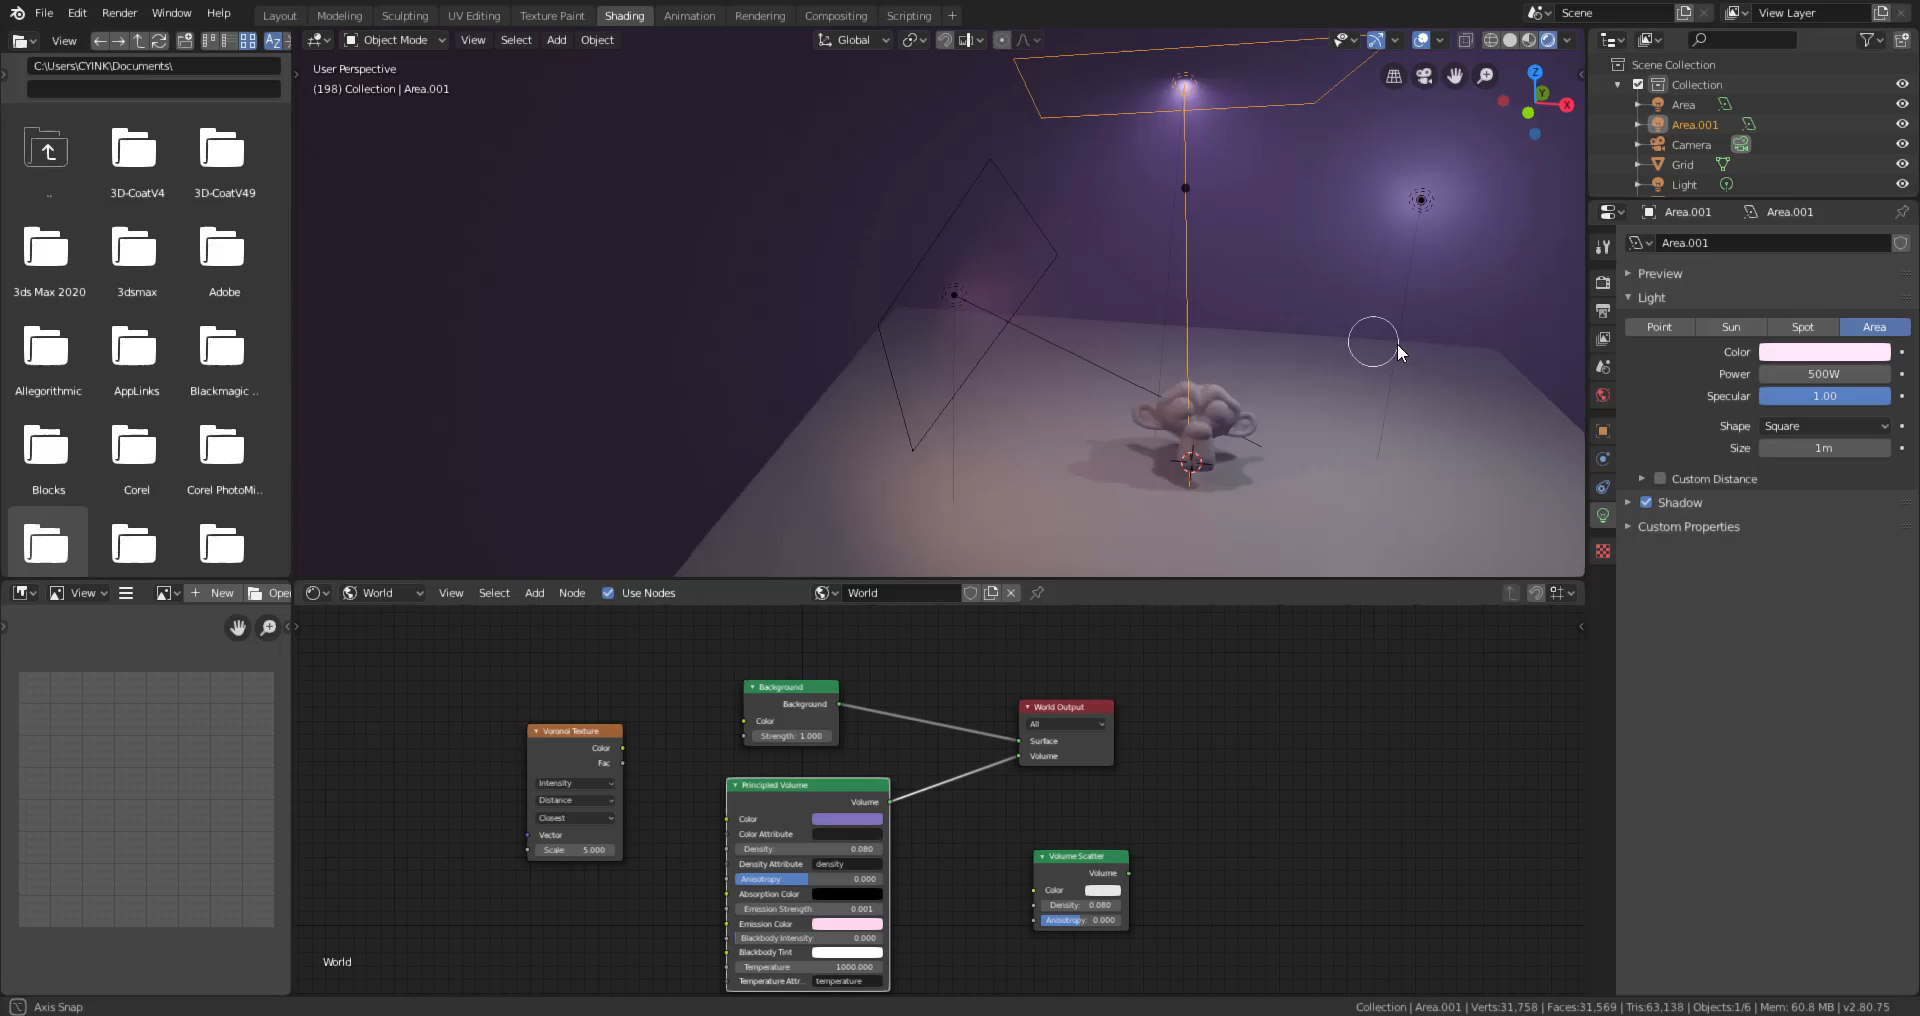 File Edit Render Window Help Layout Modeling Sculpting UV Editing Texture Paint Shading Animation Rendering Compositing Scripting + Scene View Layer
View Object Mode View Select Add Object Global
C:\Users\CYINK\Documents\
User Perspective
(198) Collection | Area.001
.. 3D-CoatV4 3D-CoatV49
3ds Max 2020 3dsmax Adobe
Allegorithmic AppLinks Blackmagic ..
Blocks Corel Corel PhotoMi..
Z
Y
X
Scene Collection
Collection
Area
Area.001
Camera
Grid
Light
Area.001 Area.001
Area.001
Preview
Light
Point Sun Spot Area
Color
Power 500W
Specular 1.00
Shape Square
Size 1m
Custom Distance
Shadow
Custom Properties
View New Ope
World View Select Add Node Use Nodes World
Voronoi Texture
Color
Fac
Intensity
Distance
Closest
Vector
Scale: 5.000
Background
Background
Color
Strength: 1.000
Principled Volume
Volume
Color
Color Attribute
Density: 0.080
Density Attribute density
Anisotropy: 0.000
Absorption Color
Emission Strength: 0.001
Emission Color
Blackbody Intensity: 0.000
Blackbody Tint
Temperature: 1000.000
Temperature Attr.. temperature
World Output
All
Surface
Volume
Volume Scatter
Volume
Color
Density: 0.080
Anisotropy: 0.000
World
Axis Snap
Collection | Area.001 | Verts:31,758 | Faces:31,569 | Tris:63,138 | Objects:1/6 | Mem: 60.8 MB | v2.80.75